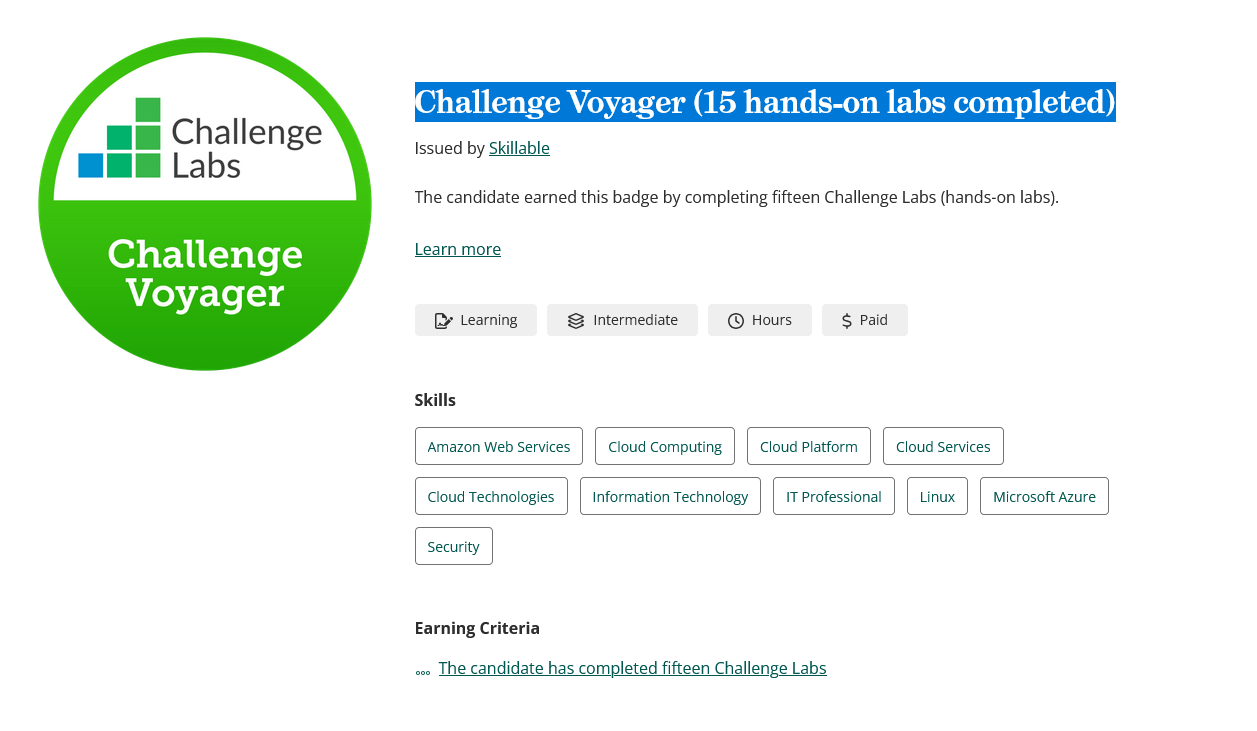 Challenge
Labs
Challenge
Voyager
Challenge Voyager (15 hands-on labs completed)
Issued by Skillable
The candidate earned this badge by completing fifteen Challenge Labs (hands-on labs).
Learn more
Learning Intermediate Hours Paid
Skills
Amazon Web Services Cloud Computing Cloud Platform Cloud Services
Cloud Technologies Information Technology IT Professional Linux Microsoft Azure
Security
Earning Criteria
The candidate has completed fifteen Challenge Labs